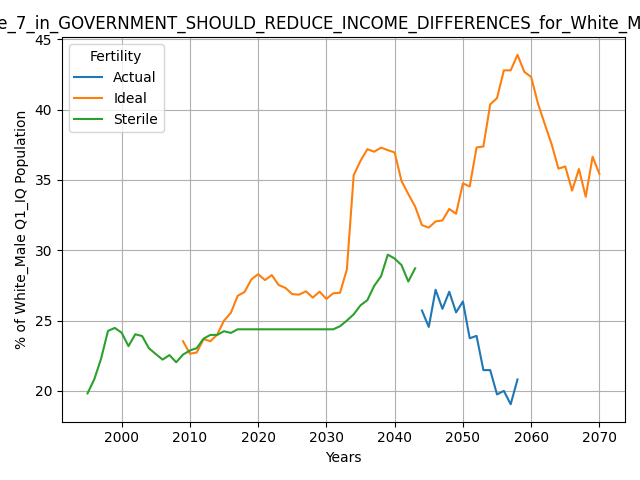 e_7_in_GOVERNMENT_SHOULD_REDUCE_INCOME_DIFFERENCES_for_White_M
Fertility
Actual
Ideal
Sterile
% of White_Male Q1_IQ Population
45
40
35
30
25
20
2000 2010 2020 2030 2040 2050 2060 2070
Years